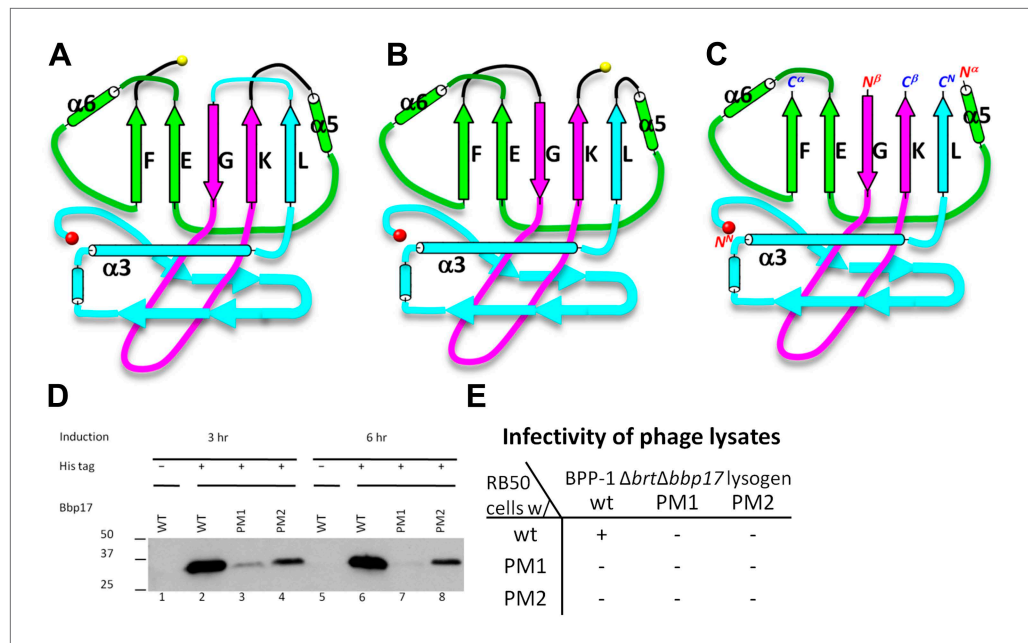 A
B
C
α6
F
E
G
K
L
α5
α3
α6
F
E
G
K
L
α5
α3
α6
Cα
Nβ
Cβ
CN
Nα
F
E
G
K
L
α5
NN
α3
D
Induction 3 hr 6 hr
His tag – + + + – + + +
Bbp17 WT WT PM1 PM2 WT WT PM1 PM2
50
37
25
1 2 3 4 5 6 7 8
E
Infectivity of phage lysates
RB50 cells w/
BPP-1 ΔbrtΔbbp17 lysogen
wt PM1 PM2
wt + - -
PM1 - - -
PM2 - - -